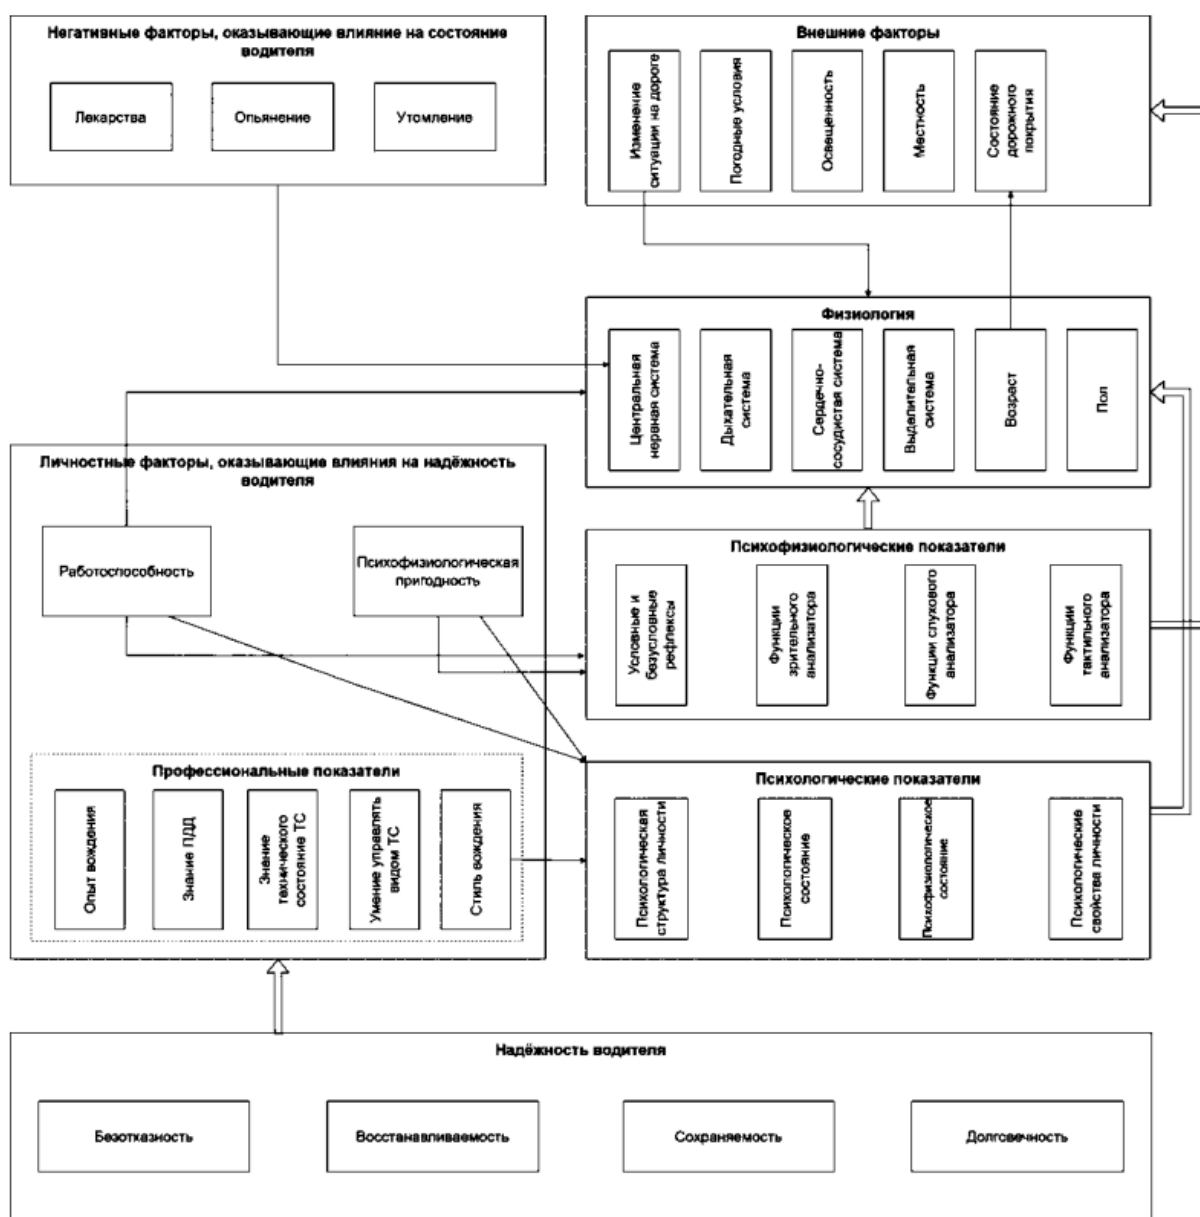 Негативные факторы, оказывающие влияние на состояние
водителя
Лекарства
Опьянение
Утомление
Внешние факторы
Изменение
ситуации на дороге
Погодные условия
Освещенность
Местность
Состояние
дорожного
покрытия
Физиология
Центральная
нервная система
Дыхательная
система
Сердечно-
сосудистая система
Выделительная
система
Возраст
Пол
Личностные факторы, оказывающие влияния на надёжность
водителя
Работоспособность
Психофизиологическая
пригодность
Психофизиологические показатели
Условные и
безусловные
рефлексы
Функции
зрительного
анализатора
Функции слухового
анализатора
Функции
тактильного
анализатора
Профессиональные показатели
Опыт вождения
Знание ПДД
Знание
технического
состояние ТС
Умение управлять
видом ТС
Стиль вождения
Психологические показатели
Психологическая
структура личности
Психологическое
состояние
Психофизиологическое
состояние
Психологические
свойства личности
Надёжность водителя
Безотказность
Восстанавливаемость
Сохраняемость
Долговечность